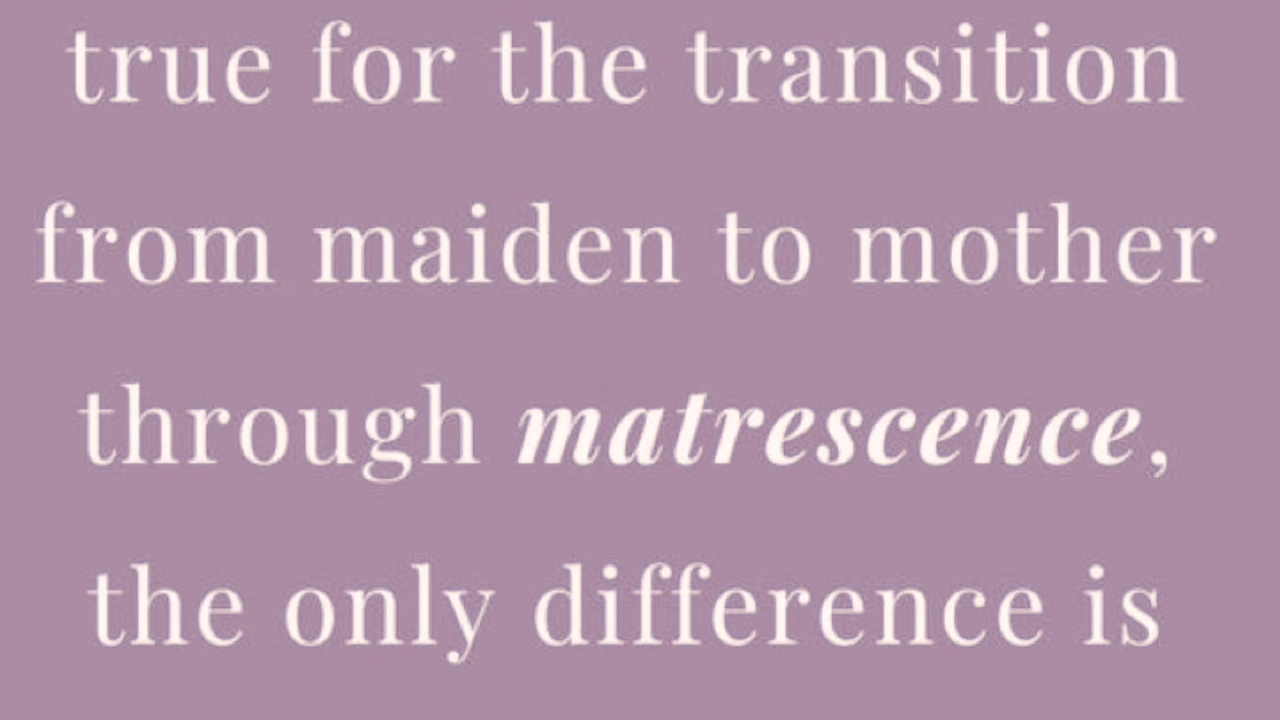 true for the transition
from maiden to mother
through matrescence,
the only difference is